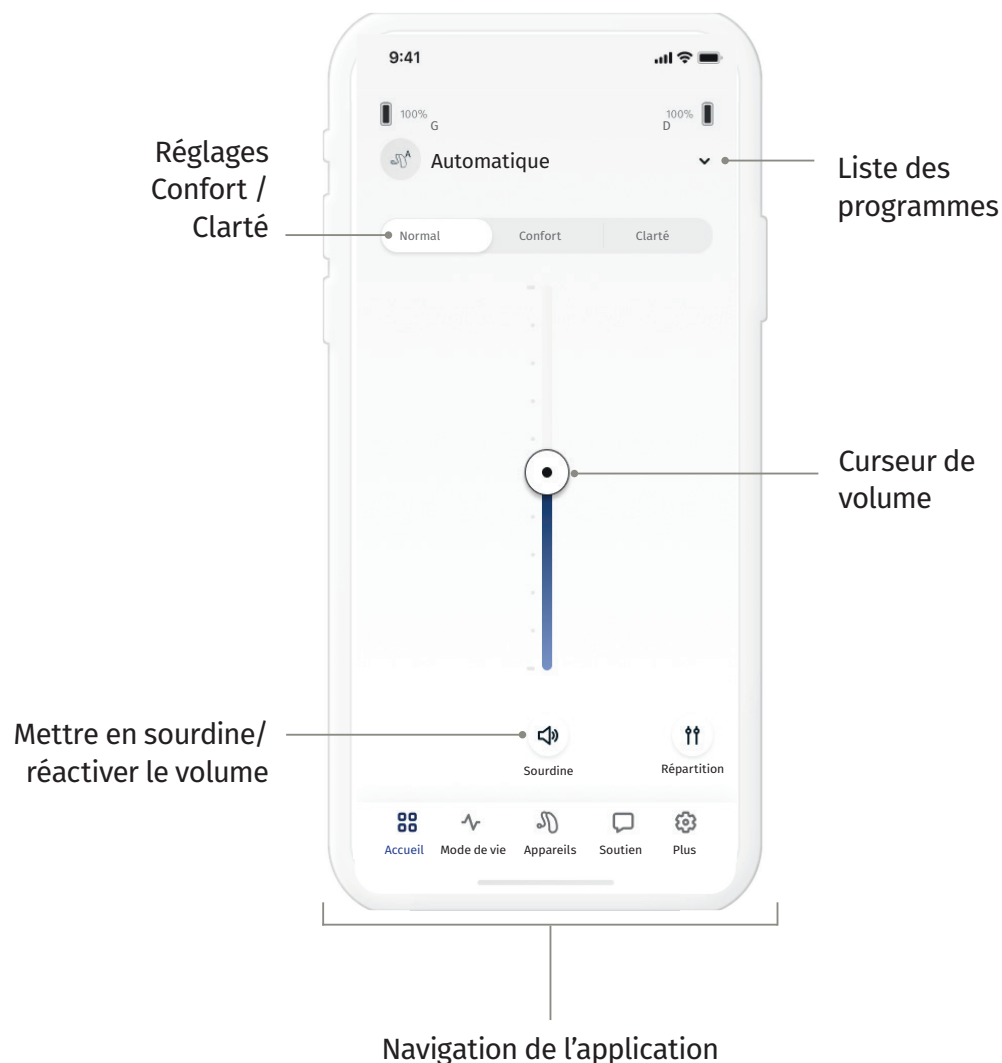 9:41
100%
G
100%
D
Automatique
Réglages
Confort /
Clarté
Liste des
programmes
Normal
Confort
Clarté
Curseur de
volume
Mettre en sourdine/
réactiver le volume
Sourdine
Répartition
Accueil
Mode de vie
Appareils
Soutien
Plus
Navigation de l’application